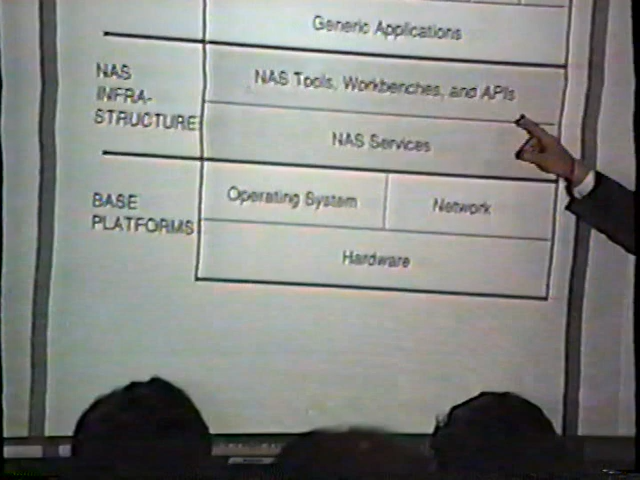 Generic Applications
NAS
INFRA-
STRUCTURE
NAS Tools, Workbenches, and APIs
NAS Services
BASE
PLATFORMS
Operating System
Network
Hardware